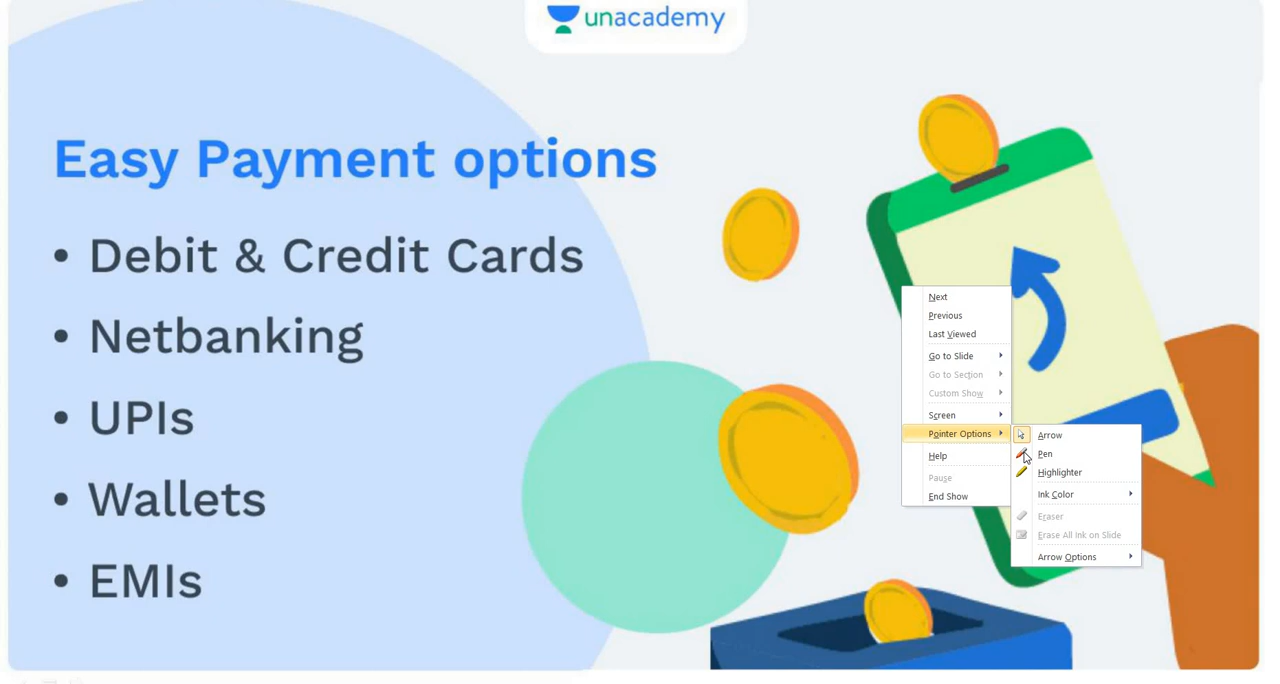 unacademy
Easy Payment options
• Debit & Credit Cards
• Netbanking
• UPIs
• Wallets
• EMIs
Next
Previous
Last Viewed
Go to Slide
Go to Section
Custom Show
Screen
Pointer Options
Help
Pause
End Show
Arrow
Pen
Highlighter
Ink Color
Eraser
Erase All Ink on Slide
Arrow Options